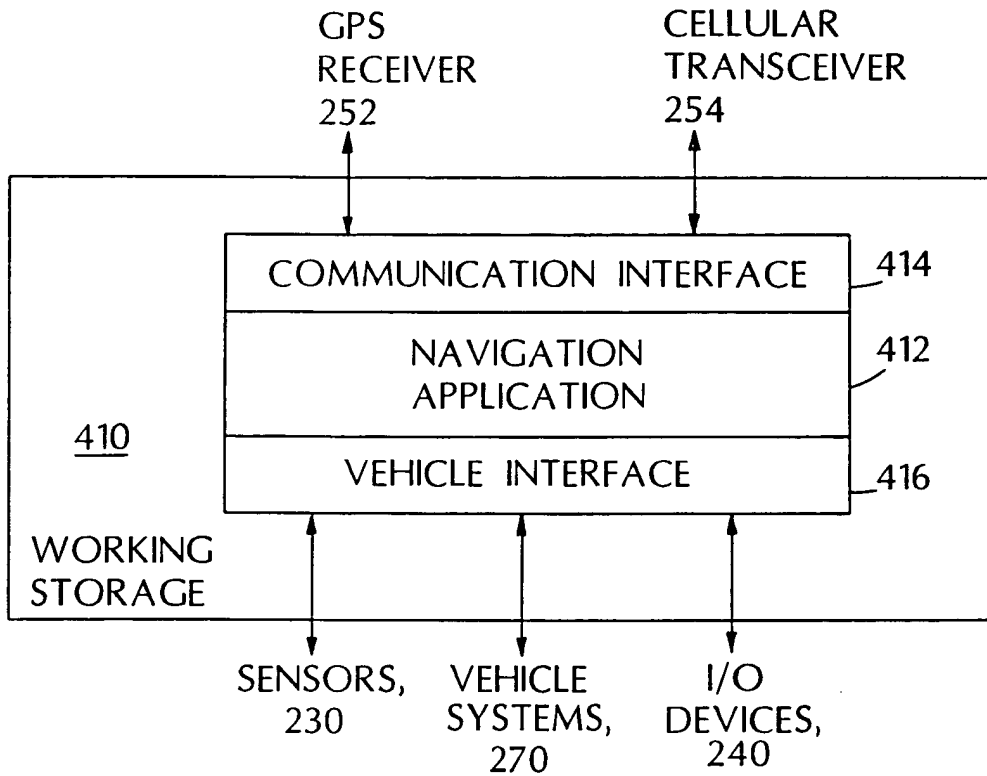 GPS
RECEIVER
252
CELLULAR
TRANSCEIVER
254
COMMUNICATION INTERFACE
414
NAVIGATION
APPLICATION
412
410
VEHICLE INTERFACE
416
WORKING
STORAGE
SENSORS,
230
VEHICLE
SYSTEMS,
270
I/O
DEVICES,
240